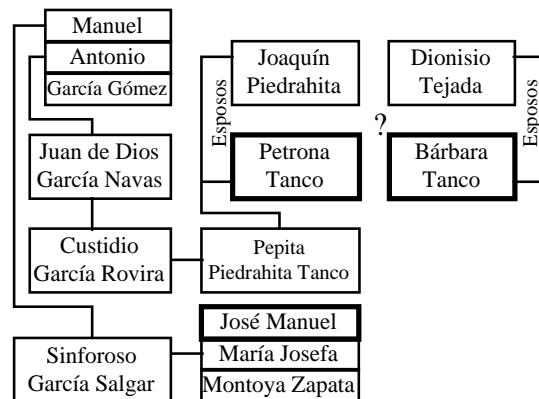 Manuel
Antonio
García Gómez
Joaquín
Piedrahita
Dionisio
Tejada
Esposos
Esposos
?
Juan de Dios
García Navas
Petrona
Tanco
Bárbara
Tanco
Custidio
García Rovira
Pepita
Piedrahita Tanco
José Manuel
María Josefa
Montoya Zapata
Sinforoso
García Salgar